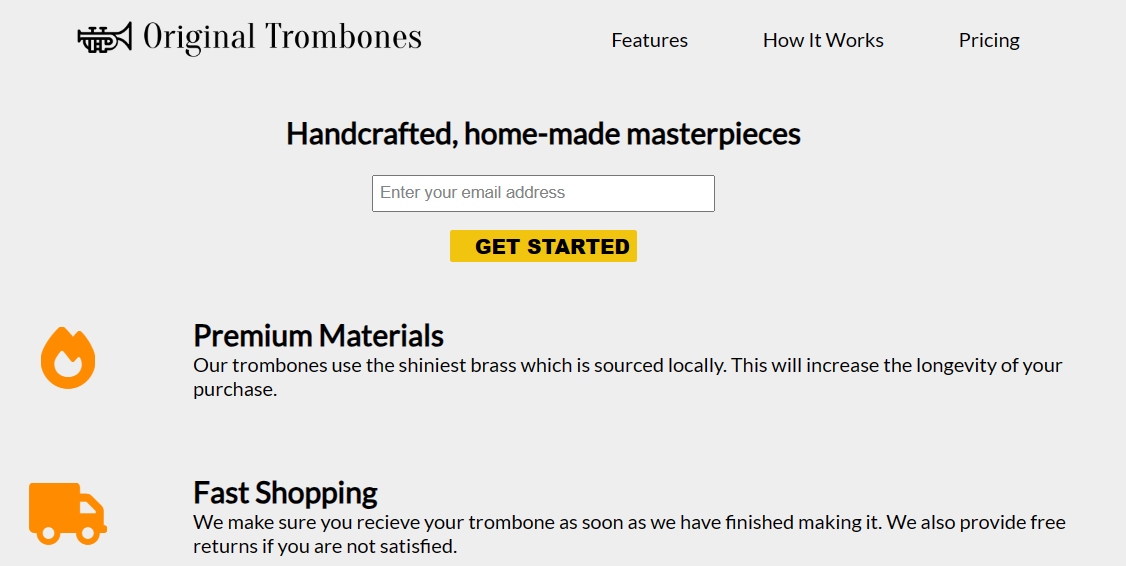 Original Trombones
Features
How It Works
Pricing
Handcrafted, home-made masterpieces
Enter your email address
GET STARTED
Premium Materials
Our trombones use the shiniest brass which is sourced locally. This will increase the longevity of your
purchase.
Fast Shopping
We make sure you recieve your trombone as soon as we have finished making it. We also provide free
returns if you are not satisfied.